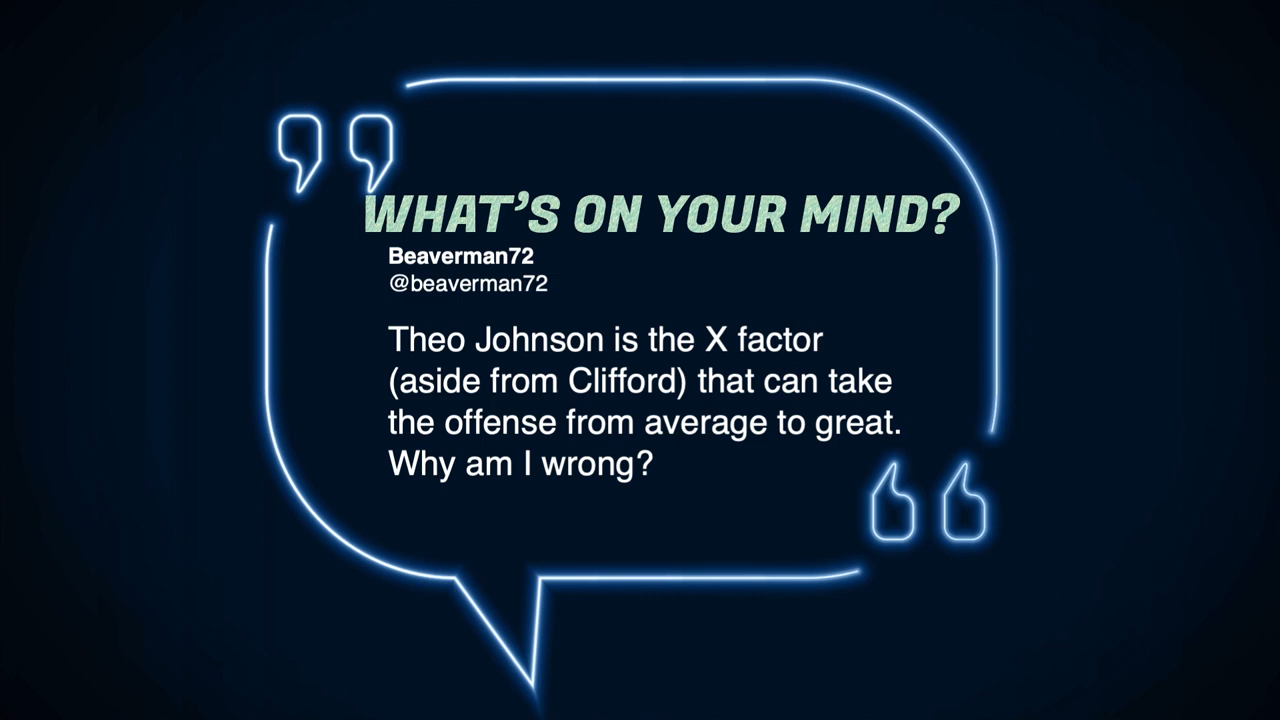 WHAT'S ON YOUR MIND?
Beaverman72
@beaverman72
Theo Johnson is the X factor
(aside from Clifford) that can take
the offense from average to great.
Why am I wrong?